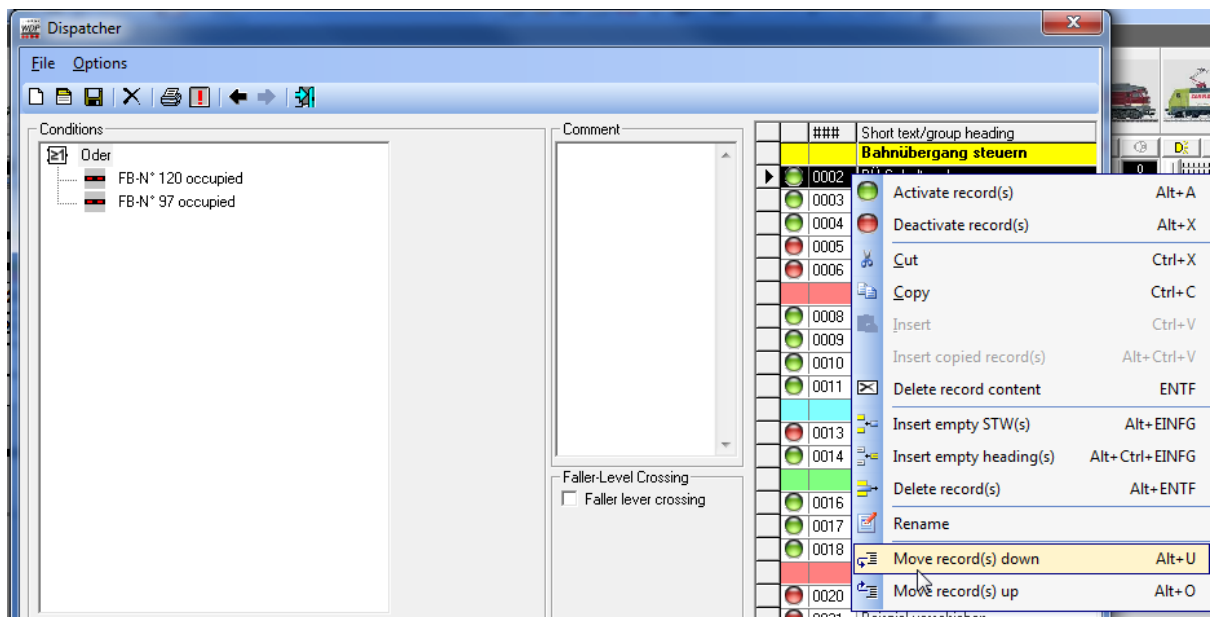 WDP Dispatcher
File Options
Conditions
Oder
FB-N° 120 occupied
FB-N° 97 occupied
Comment
Faller-Level Crossing
Faller lever crossing
### Short text/group heading
Bahnübergang steuern
0002
0003
0004
0005
0006
0008
0009
0010
0011
0013
0014
0016
0017
0018
0020
Activate record(s) Alt+A
Deactivate record(s) Alt+X
Cut Ctrl+X
Copy Ctrl+C
Insert Ctrl+V
Insert copied record(s) Alt+Ctrl+V
Delete record content ENTF
Insert empty STW(s) Alt+EINFG
Insert empty heading(s) Alt+Ctrl+EINFG
Delete record(s) Alt+ENTF
Rename
Move record(s) down Alt+U
Move record(s) up Alt+O
0